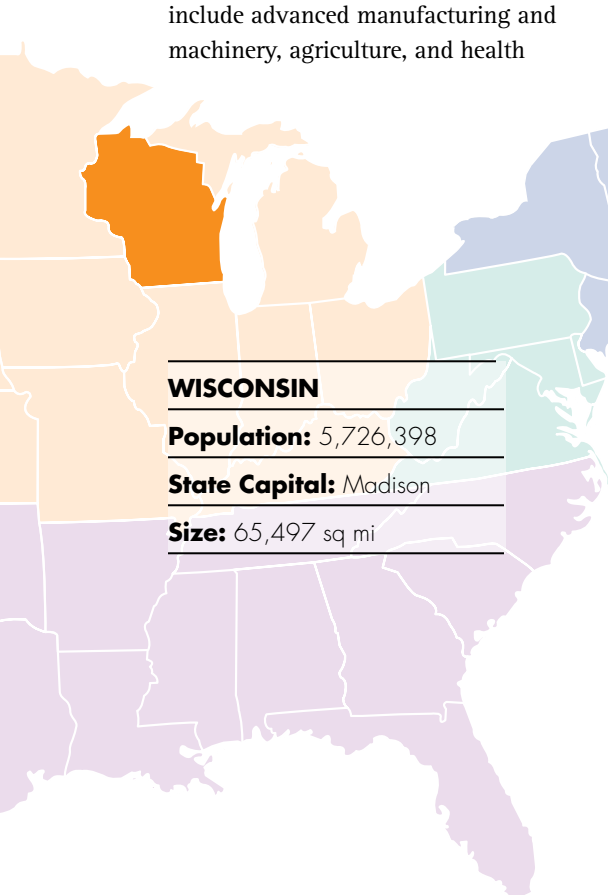 include advanced manufacturing and
machinery, agriculture, and health
WISCONSIN
Population: 5,726,398
State Capital: Madison
Size: 65,497 sq mi